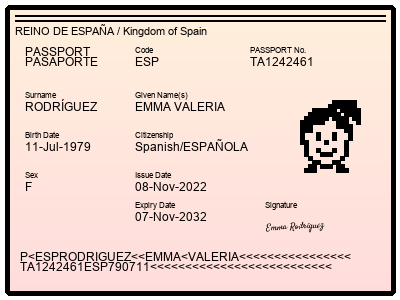 REINO DE ESPAÑA / Kingdom of Spain
PASSPORT
PASAPORTE
Code
ESP
PASSPORT No.
TA1242461
Surname
RODRÍGUEZ
Given Name(s)
EMMA VALERIA
Birth Date
11-Jul-1979
Citizenship
Spanish/ESPAÑOLA
Sex
F
Issue Date
08-Nov-2022
Expiry Date
07-Nov-2032
Signature
Emma Rodríguez
P<ESPRODRIGUEZ<<EMMA<VALERIA<<<<<<<<<<<<<<<<
TA1242461ESP790711<<<<<<<<<<<<<<<<<<<<<<<<<<